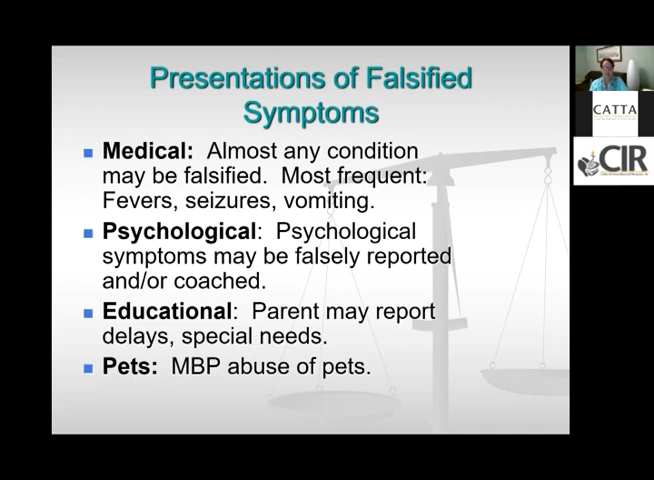 Presentations of Falsified
Symptoms
Medical: Almost any condition
may be falsified. Most frequent:
Fevers, seizures, vomiting.
Psychological: Psychological
symptoms may be falsely reported
and/or coached.
Educational: Parent may report
delays, special needs.
Pets: MBP abuse of pets.
CATTA
CIR